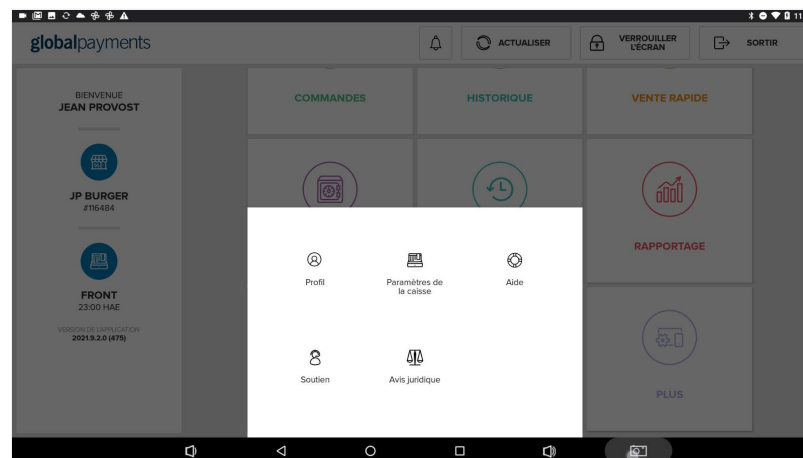 11
globalpayments
ACTUALISER
VERROUILLER
L'ÉCRAN
SORTIR
BIENVENUE
JEAN PROVOST
JP BURGER
#116484
FRONT
23:00 HAE
VERSION DE L'APPLICATION
2021.9.2.0 (475)
COMMANDES
HISTORIQUE
VENTE RAPIDE
RAPPORTAGE
PLUS
Profil
Paramètres de
la caisse
Aide
Soutien
Avis juridique